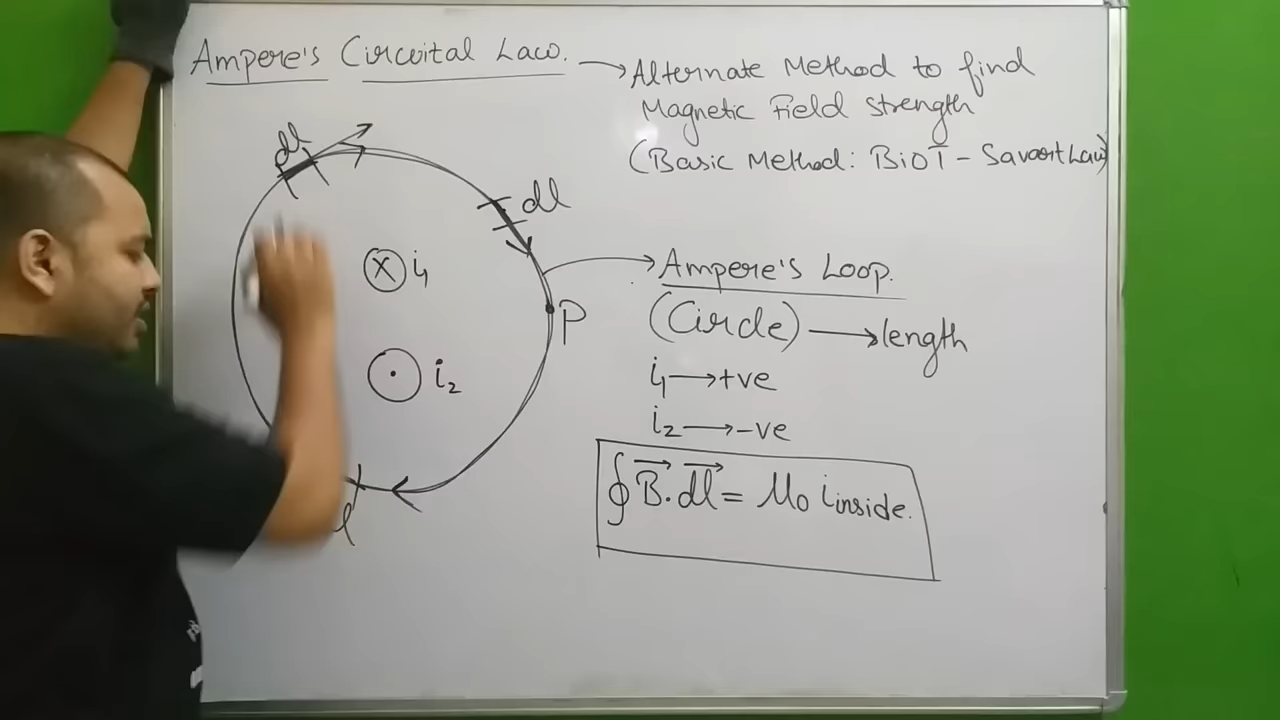 Ampere's Circuital Law. → Alternate Method to find
Magnetic Field strength
(Basic Method: BiOT - Savart Law)
dl
dl
X i₁
P
i₂
Ampere's Loop.
(Circle) → length
i₁ → +ve
i₂ → -ve
∮ B⃗. dl⃗ = μ₀ iinside.